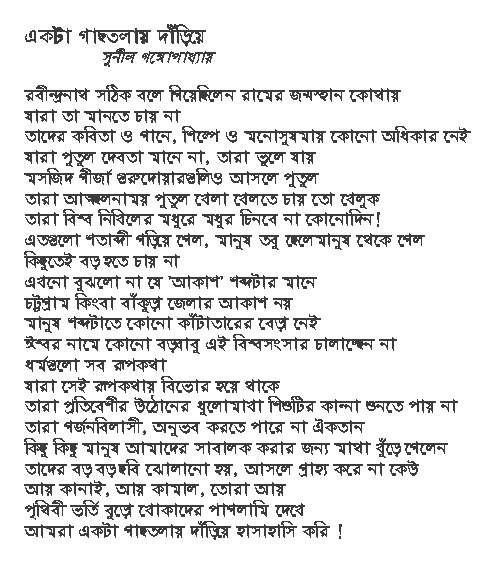 একটা গাছতলায় দাঁড়িয়ে
সুনীল গঙ্গোপাধ্যায়
রবীন্দ্রনাথ সঠিক বলে গিয়েছিলেন রামের জন্মস্থান কোথায়
যারা তা মানতে চায় না
তাদের কবিতা ও গানে, শিল্পে ও মনোসুষমায় কোনো অধিকার নেই
যারা পুতুল দেবতা মানে না, তারা ভুলে যায়
মসজিদ গীর্জা গুরুদোয়ারগুলিও আসলে পুতুল
তারা আস্ফালনাময় পুতুল খেলা খেলতে চায় তো খেলুক
তারা বিশ্ব নিখিলের মধুরে মধুর চিনবে না কোনোদিন!
এতগুলো শতাব্দী গড়িয়ে গেল, মানুষ তবু ছেলেমানুষ থেকে গেল
কিছুতেই বড় হতে চায় না
এখনো বুঝলো না যে 'আকাশ' শব্দটার মানে
চট্টগ্রাম কিংবা বাঁকুড়া জেলার আকাশ নয়
মানুষ শব্দটাতে কোনো কাঁটাতারের বেড়া নেই
ঈশ্বর নামে কোনো বড়বাবু এই বিশ্বসংসার চালাচ্ছেন না
ধর্মগুলো সব রূপকথা
যারা সেই রূপকথায় বিভোর হয়ে থাকে
তারা প্রতিবেশীর উঠোনের ধুলোমাখা শিশুটির কান্না শুনতে পায় না
তারা গর্জনবিলাসী, অনুভব করতে পারে না ঐকতান
কিছু কিছু মানুষ আমাদের সাবালক করার জন্য মাথা খুঁড়ে গেলেন
তাদের বড় বড় ছবি ঝোলানো হয়, আসলে গ্রাহ্য করে না কেউ
আয় কানাই, আয় কামাল, তোরা আয়
পৃথিবী ভর্তি বুড়ো খোকাদের পাগলামি দেখে
আমরা একটা গাছতলায় দাঁড়িয়ে হাসাহাসি করি !